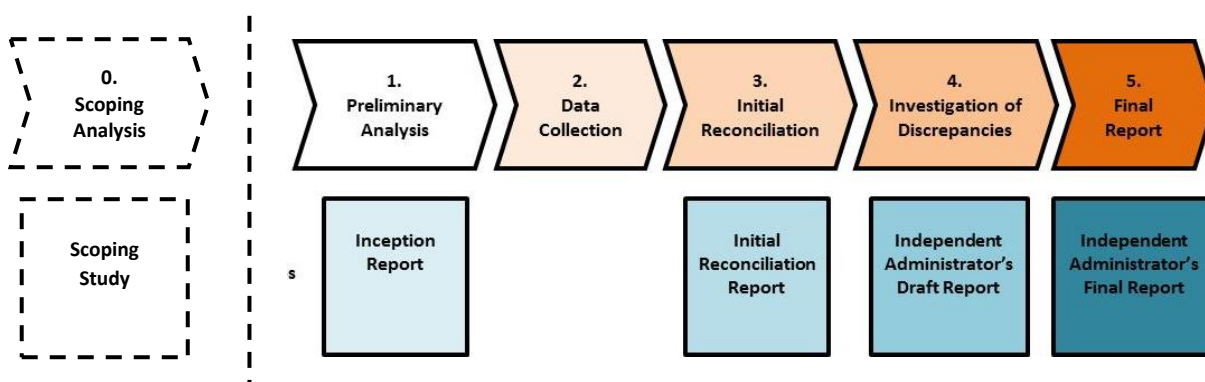 0.
Scoping
Analysis
1.
Preliminary
Analysis
2.
Data
Collection
3.
Initial
Reconciliation
4.
Investigation of
Discrepancies
5.
Final
Report
Scoping
Study
s
Inception
Report
Initial
Reconciliation
Report
Independent
Administrator's
Draft Report
Independent
Administrator's
Final Report